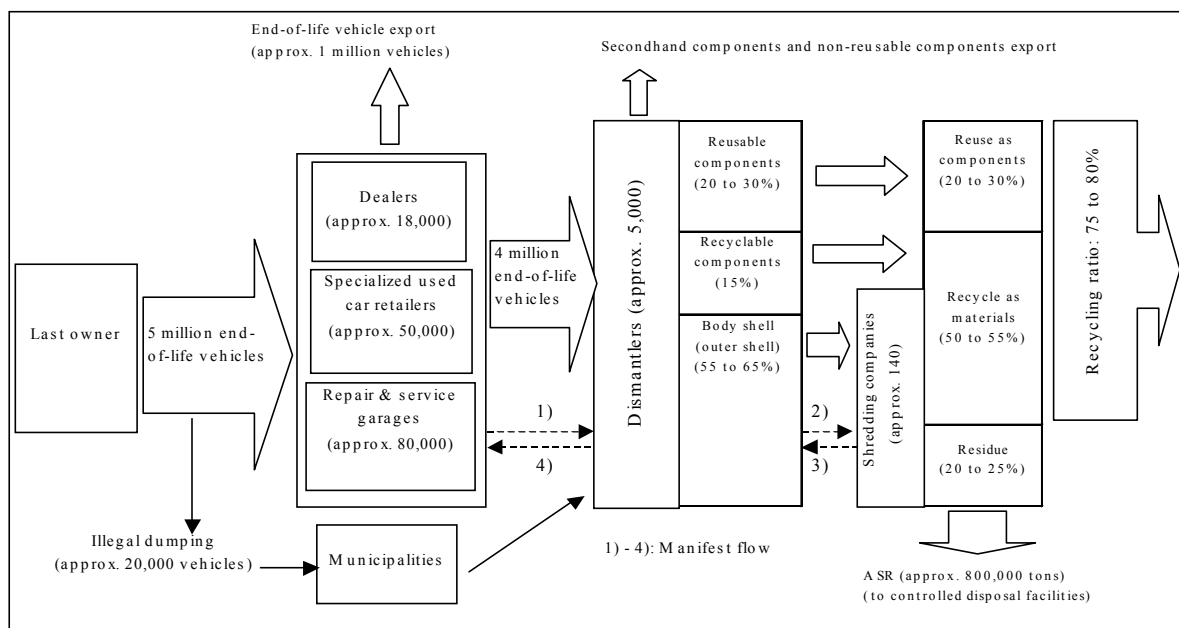 End-of-life vehicle export
(approx. 1 million vehicles)
Secondhand components and non-reusable components export
Last owner
5 million end-
of-life vehicles
Dealers
(approx. 18,000)
Specialized used
car retailers
(approx. 50,000)
Repair & service
garages
(approx. 80,000)
4 million
end-of-life
vehicles
1)
4)
Dismantlers (approx. 5,000)
Reusable
components
(20 to 30%)
Recyclable
components
(15%)
Body shell
(outer shell)
(55 to 65%)
2)
3)
Shredding companies
(approx. 140)
Reuse as
components
(20 to 30%)
Recycle as
materials
(50 to 55%)
Residue
(20 to 25%)
Recycling ratio: 75 to 80%
Illegal dumping
(approx. 20,000 vehicles)
Municipalities
1) - 4): Manifest flow
ASR (approx. 800,000 tons)
(to controlled disposal facilities)